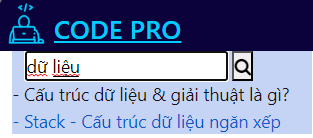 CODE PRO
dữ liệu
- Cấu trúc dữ liệu & giải thuật là gì?
- Stack - Cấu trúc dữ liệu ngăn xếp